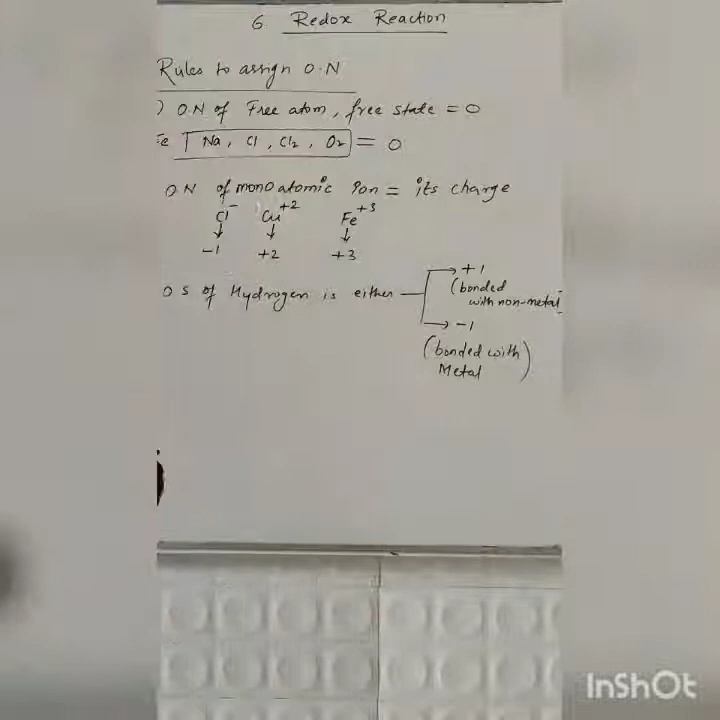 6 Redox Reaction
Rules to assign O.N
) O.N of Free atom, free state = 0
Na, Cl, Cl2, O2 = 0
O N of monoatomic Ion = its charge
Cl⁻ Cu⁺² Fe⁺³
↓ ↓ ↓
-1 +2 +3
O S of Hydrogen is either → +1
(bonded
with non-metal
→ -1
(bonded with)
Metal
InShOt